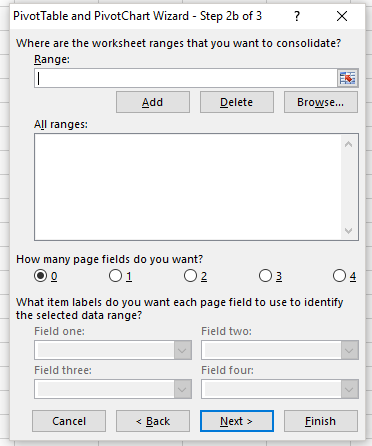 PivotTable and PivotChart Wizard - Step 2b of 3
Where are the worksheet ranges that you want to consolidate?
Range:
Add Delete Browse...
All ranges:
How many page fields do you want?
0 1 2 3 4
What item labels do you want each page field to use to identify
the selected data range?
Field one: Field two:
Field three: Field four:
Cancel < Back Next > Finish